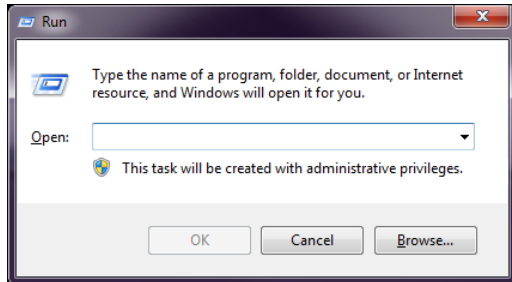 Run
Type the name of a program, folder, document, or Internet
resource, and Windows will open it for you.
Open:
This task will be created with administrative privileges.
OK Cancel Browse...